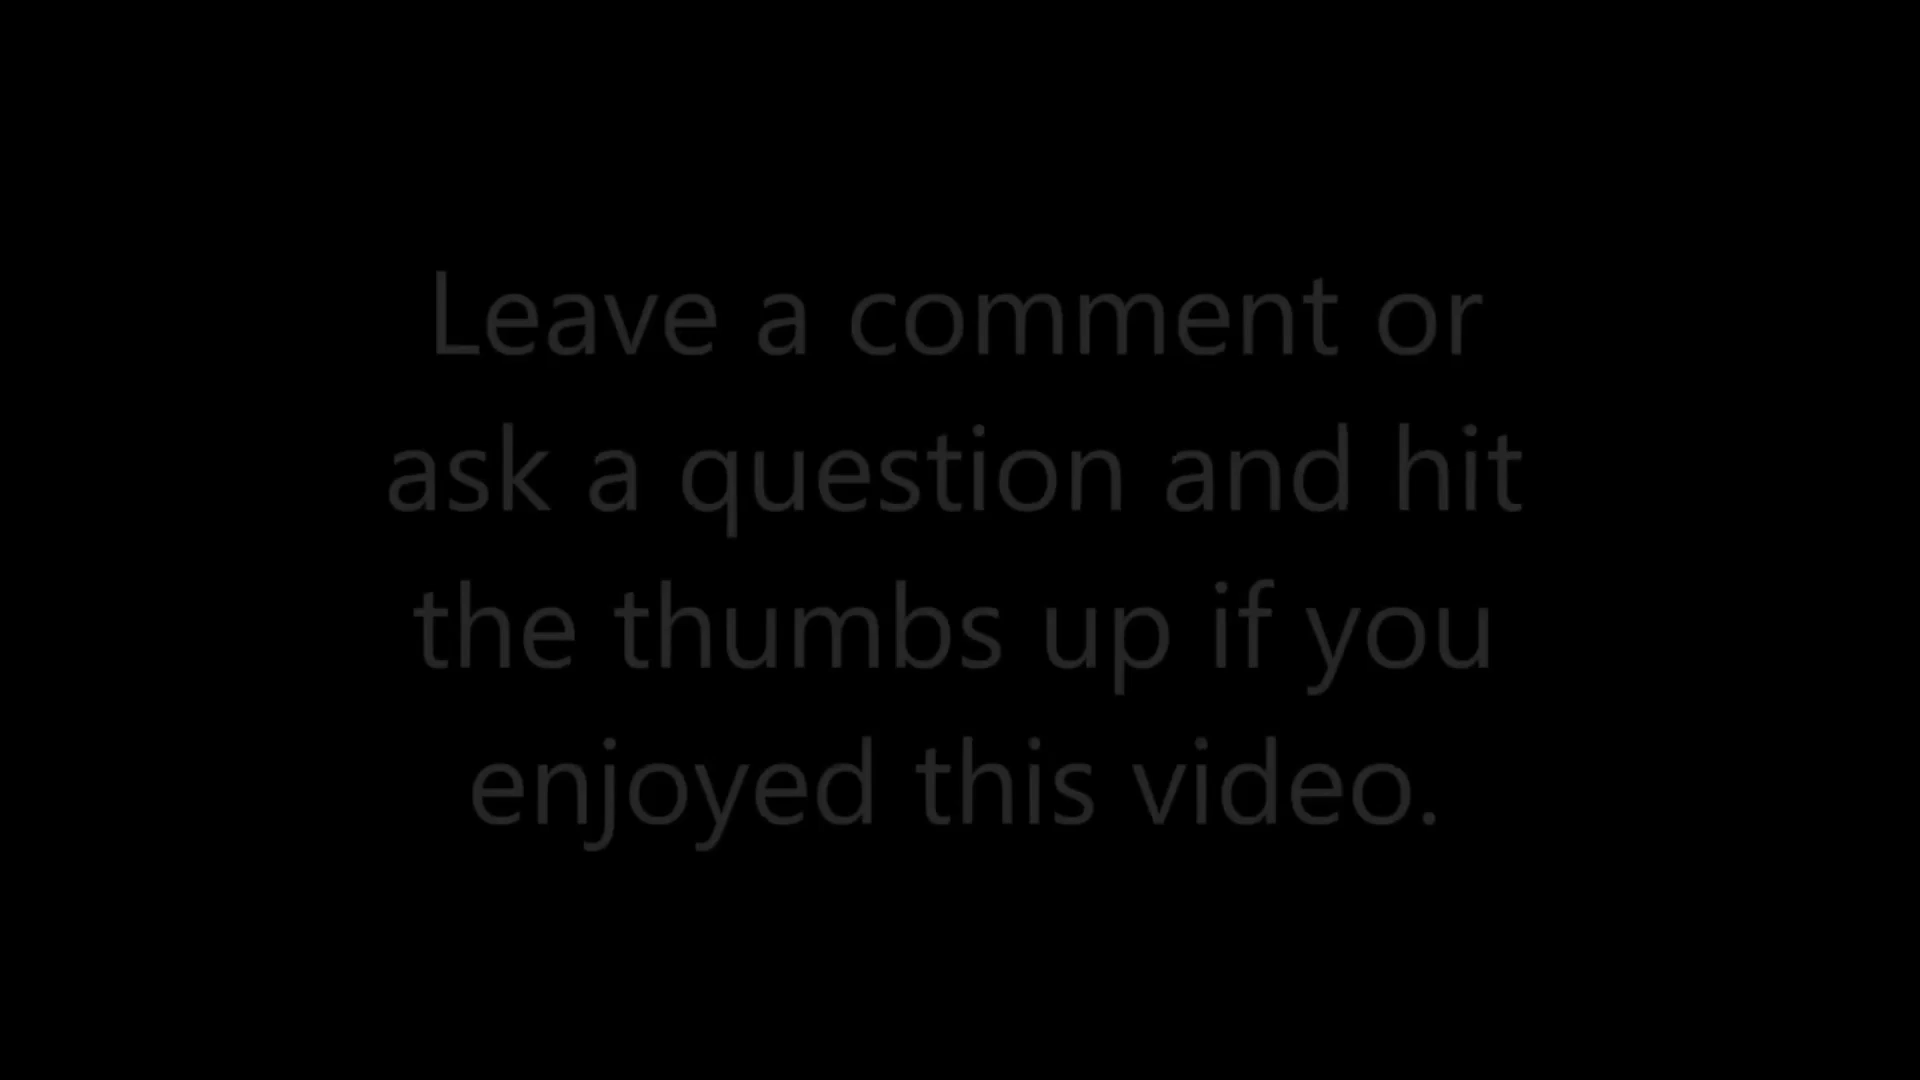 Leave a comment or
ask a question and hit
the thumbs up if you
enjoyed this video.